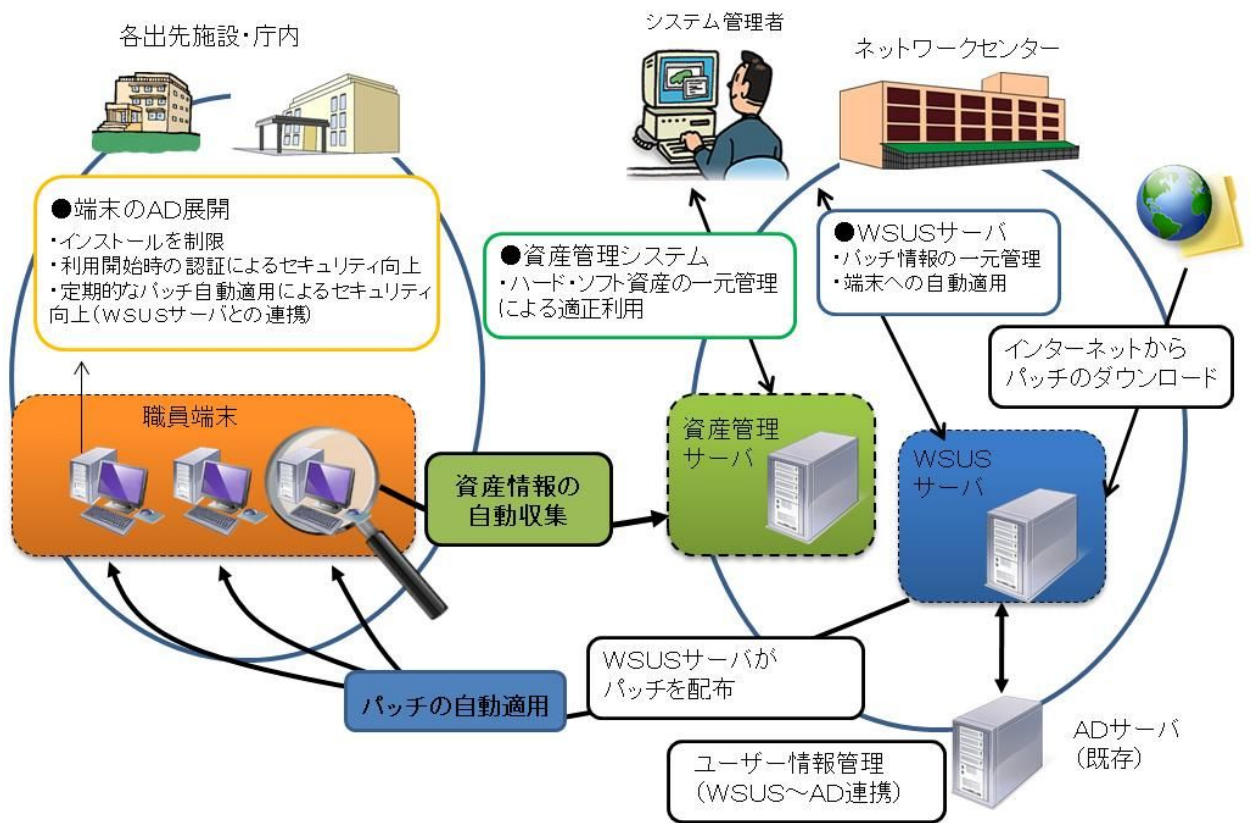 各出先施設・庁内
システム管理者
ネットワークセンター
●端末のAD展開
・インストールを制限
・利用開始時の認証によるセキュリティ向上
・定期的なパッチ自動適用によるセキュリティ
向上(WSUSサーバとの連携)
●資産管理システム
・ハード・ソフト資産の一元管理
による適正利用
●WSUSサーバ
・パッチ情報の一元管理
・端末への自動適用
インターネットから
パッチのダウンロード
職員端末
資産情報の
自動収集
資産管理
サーバ
WSUS
サーバ
WSUSサーバが
パッチを配布
パッチの自動適用
ADサーバ
(既存)
ユーザー情報管理
(WSUS～AD連携)